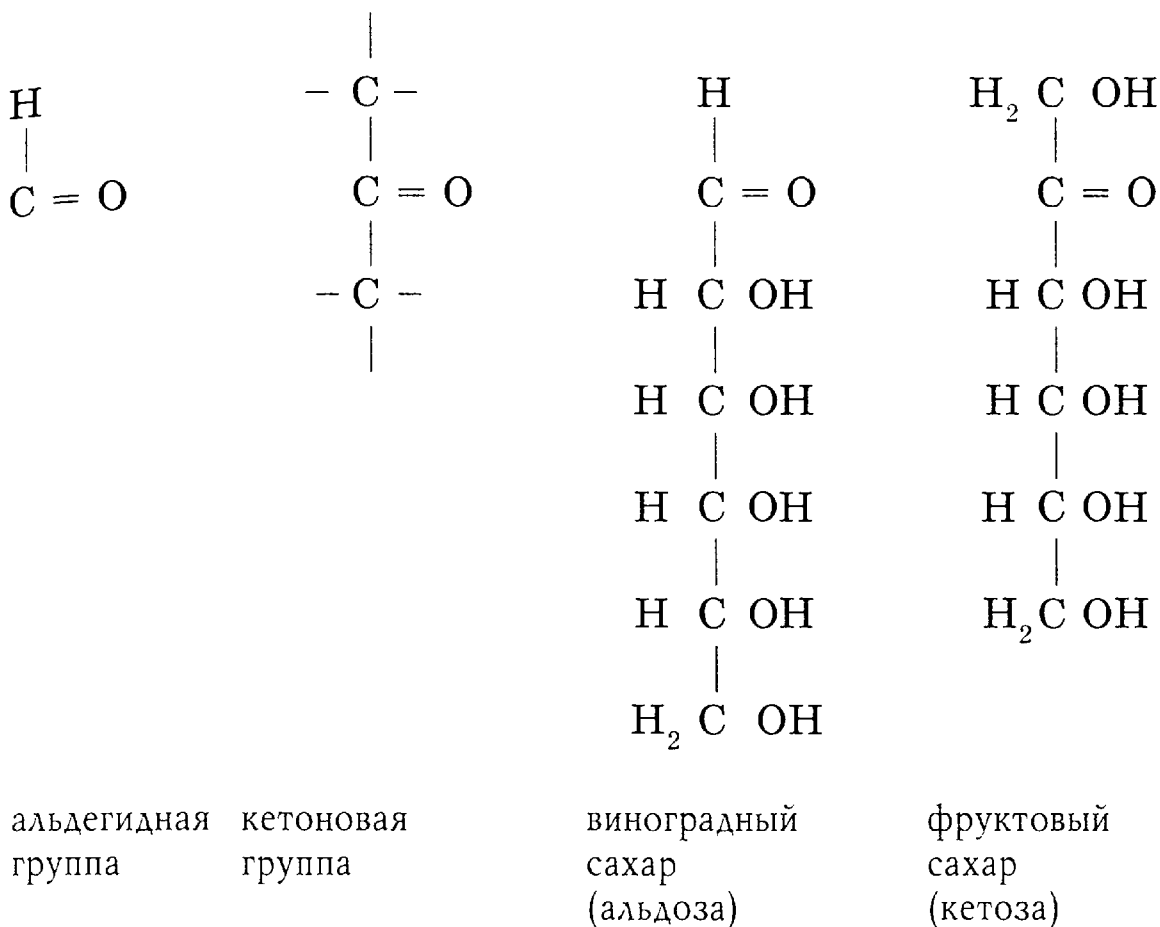 H
C = O
– C –
C = O
– C –
H
C = O
H C OH
H C OH
H C OH
H C OH
H₂ C OH
H₂ C OH
C = O
H C OH
H C OH
H C OH
H₂C OH
альдегидная
группа
кетоновая
группа
виноградный
сахар
(альдоза)
фруктовый
сахар
(кетоза)